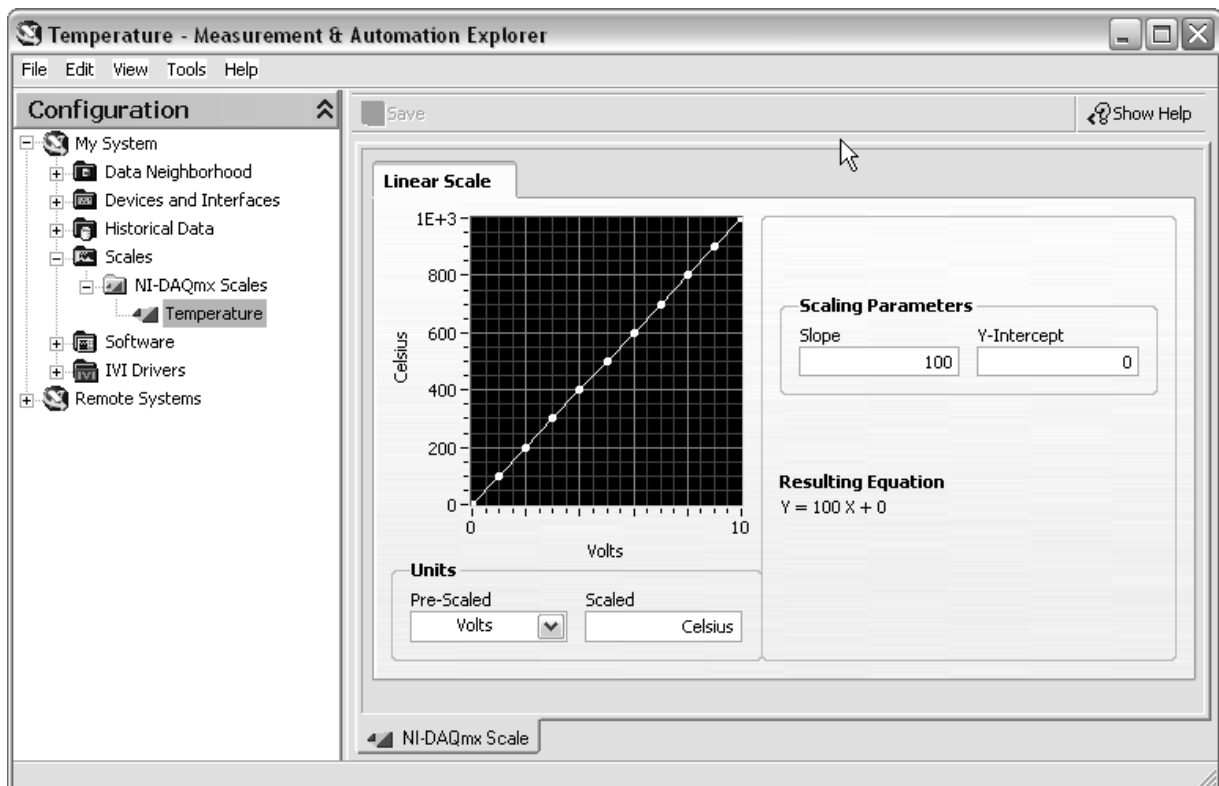 Temperature - Measurement & Automation Explorer
File Edit View Tools Help
Configuration
My System
Data Neighborhood
Devices and Interfaces
Historical Data
Scales
NI-DAQmx Scales
Temperature
Software
IVI Drivers
Remote Systems
Save
Show Help
Linear Scale
1E+3
800
600
400
200
0
Celsius
0 10
Volts
Units
Pre-Scaled Scaled
Volts Celsius
Scaling Parameters
Slope Y-Intercept
100 0
Resulting Equation
Y = 100 X + 0
NI-DAQmx Scale